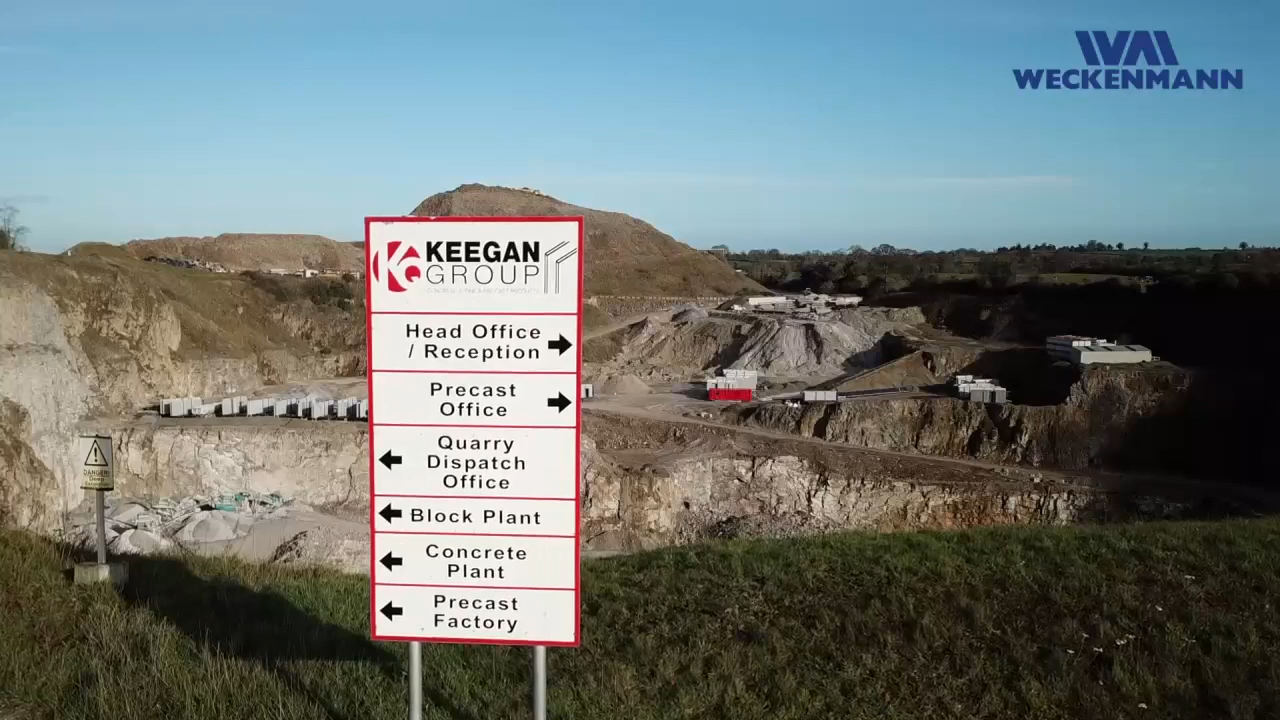 WECKENMANN
KEEGAN
GROUP
Head Office
/ Reception
Precast
Office
Quarry
Dispatch
Office
Block Plant
Concrete
Plant
Precast
Factory
DANGER!